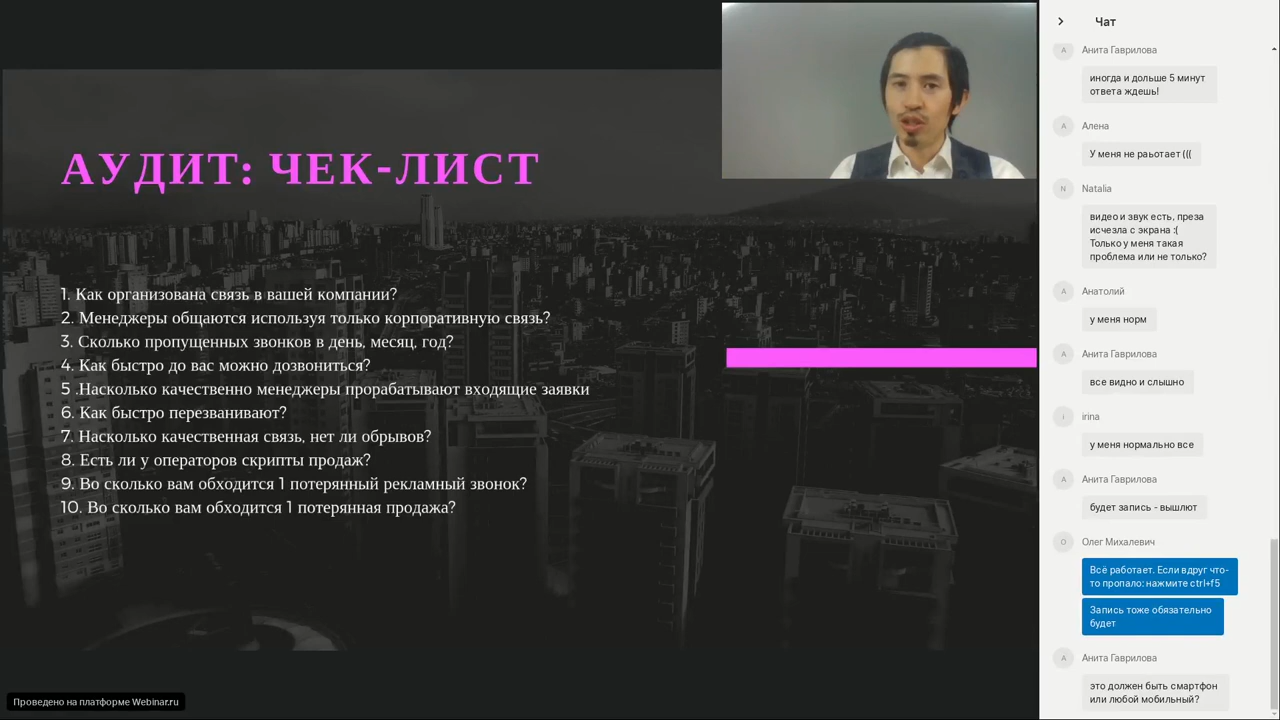 АУДИТ: ЧЕК-ЛИСТ
1. Как организована связь в вашей компании?
2. Менеджеры общаются используя только корпоративную связь?
3. Сколько пропущенных звонков в день, месяц, год?
4. Как быстро до вас можно дозвониться?
5 Насколько качественно менеджеры прорабатывают входящие заявки
6. Как быстро перезванивают?
7. Насколько качественная связь, нет ли обрывов?
8. Есть ли у операторов скрипты продаж?
9. Во сколько вам обходится 1 потерянный рекламный звонок?
10. Во сколько вам обходится 1 потерянная продажа?
Проведено на платформе Webinar.ru
Чат
А
Анита Гаврилова
иногда и дольше 5 минут
ответа ждешь!
А
Алена
У меня не раьотает (((
N
Natalia
видео и звук есть, преза
исчезла с экрана :(
Только у меня такая
проблема или не только?
А
Анатолий
у меня норм
А
Анита Гаврилова
все видно и слышно
i
irina
у меня нормально все
А
Анита Гаврилова
будет запись - вышлют
О
Олег Михалевич
Всё работает. Если вдруг что-
то пропало: нажмите ctrl+f5
Запись тоже обязательно
будет
А
Анита Гаврилова
это должен быть смартфон
или любой мобильный?